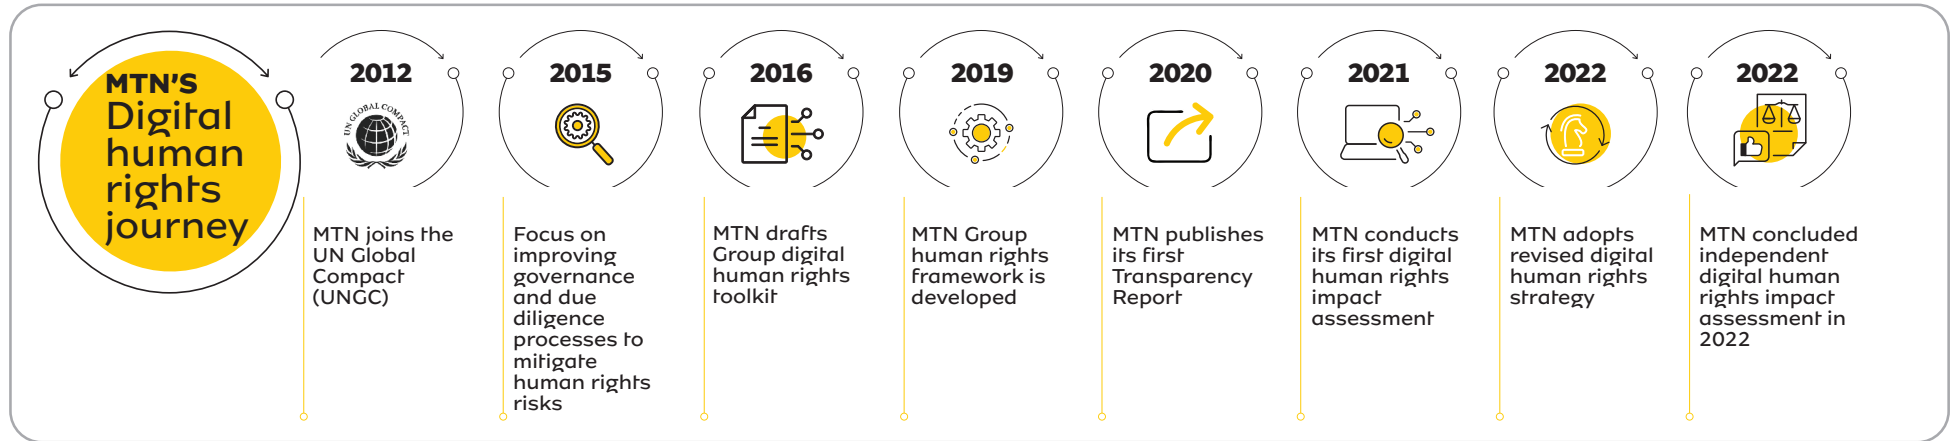 MTN'S
Digital
human
rights
journey
2012
UN GLOBAL COMPACT
MTN joins the
UN Global
Compact
(UNGC)
2015
Focus on
improving
governance
and due
diligence
processes to
mitigate
human rights
risks
2016
MTN drafts
Group digital
human rights
toolkit
2019
MTN Group
human rights
framework is
developed
2020
MTN publishes
its first
Transparency
Report
2021
MTN conducts
its first digital
human rights
impact
assessment
2022
MTN adopts
revised digital
human rights
strategy
2022
MTN concluded
independent
digital human
rights impact
assessment in
2022